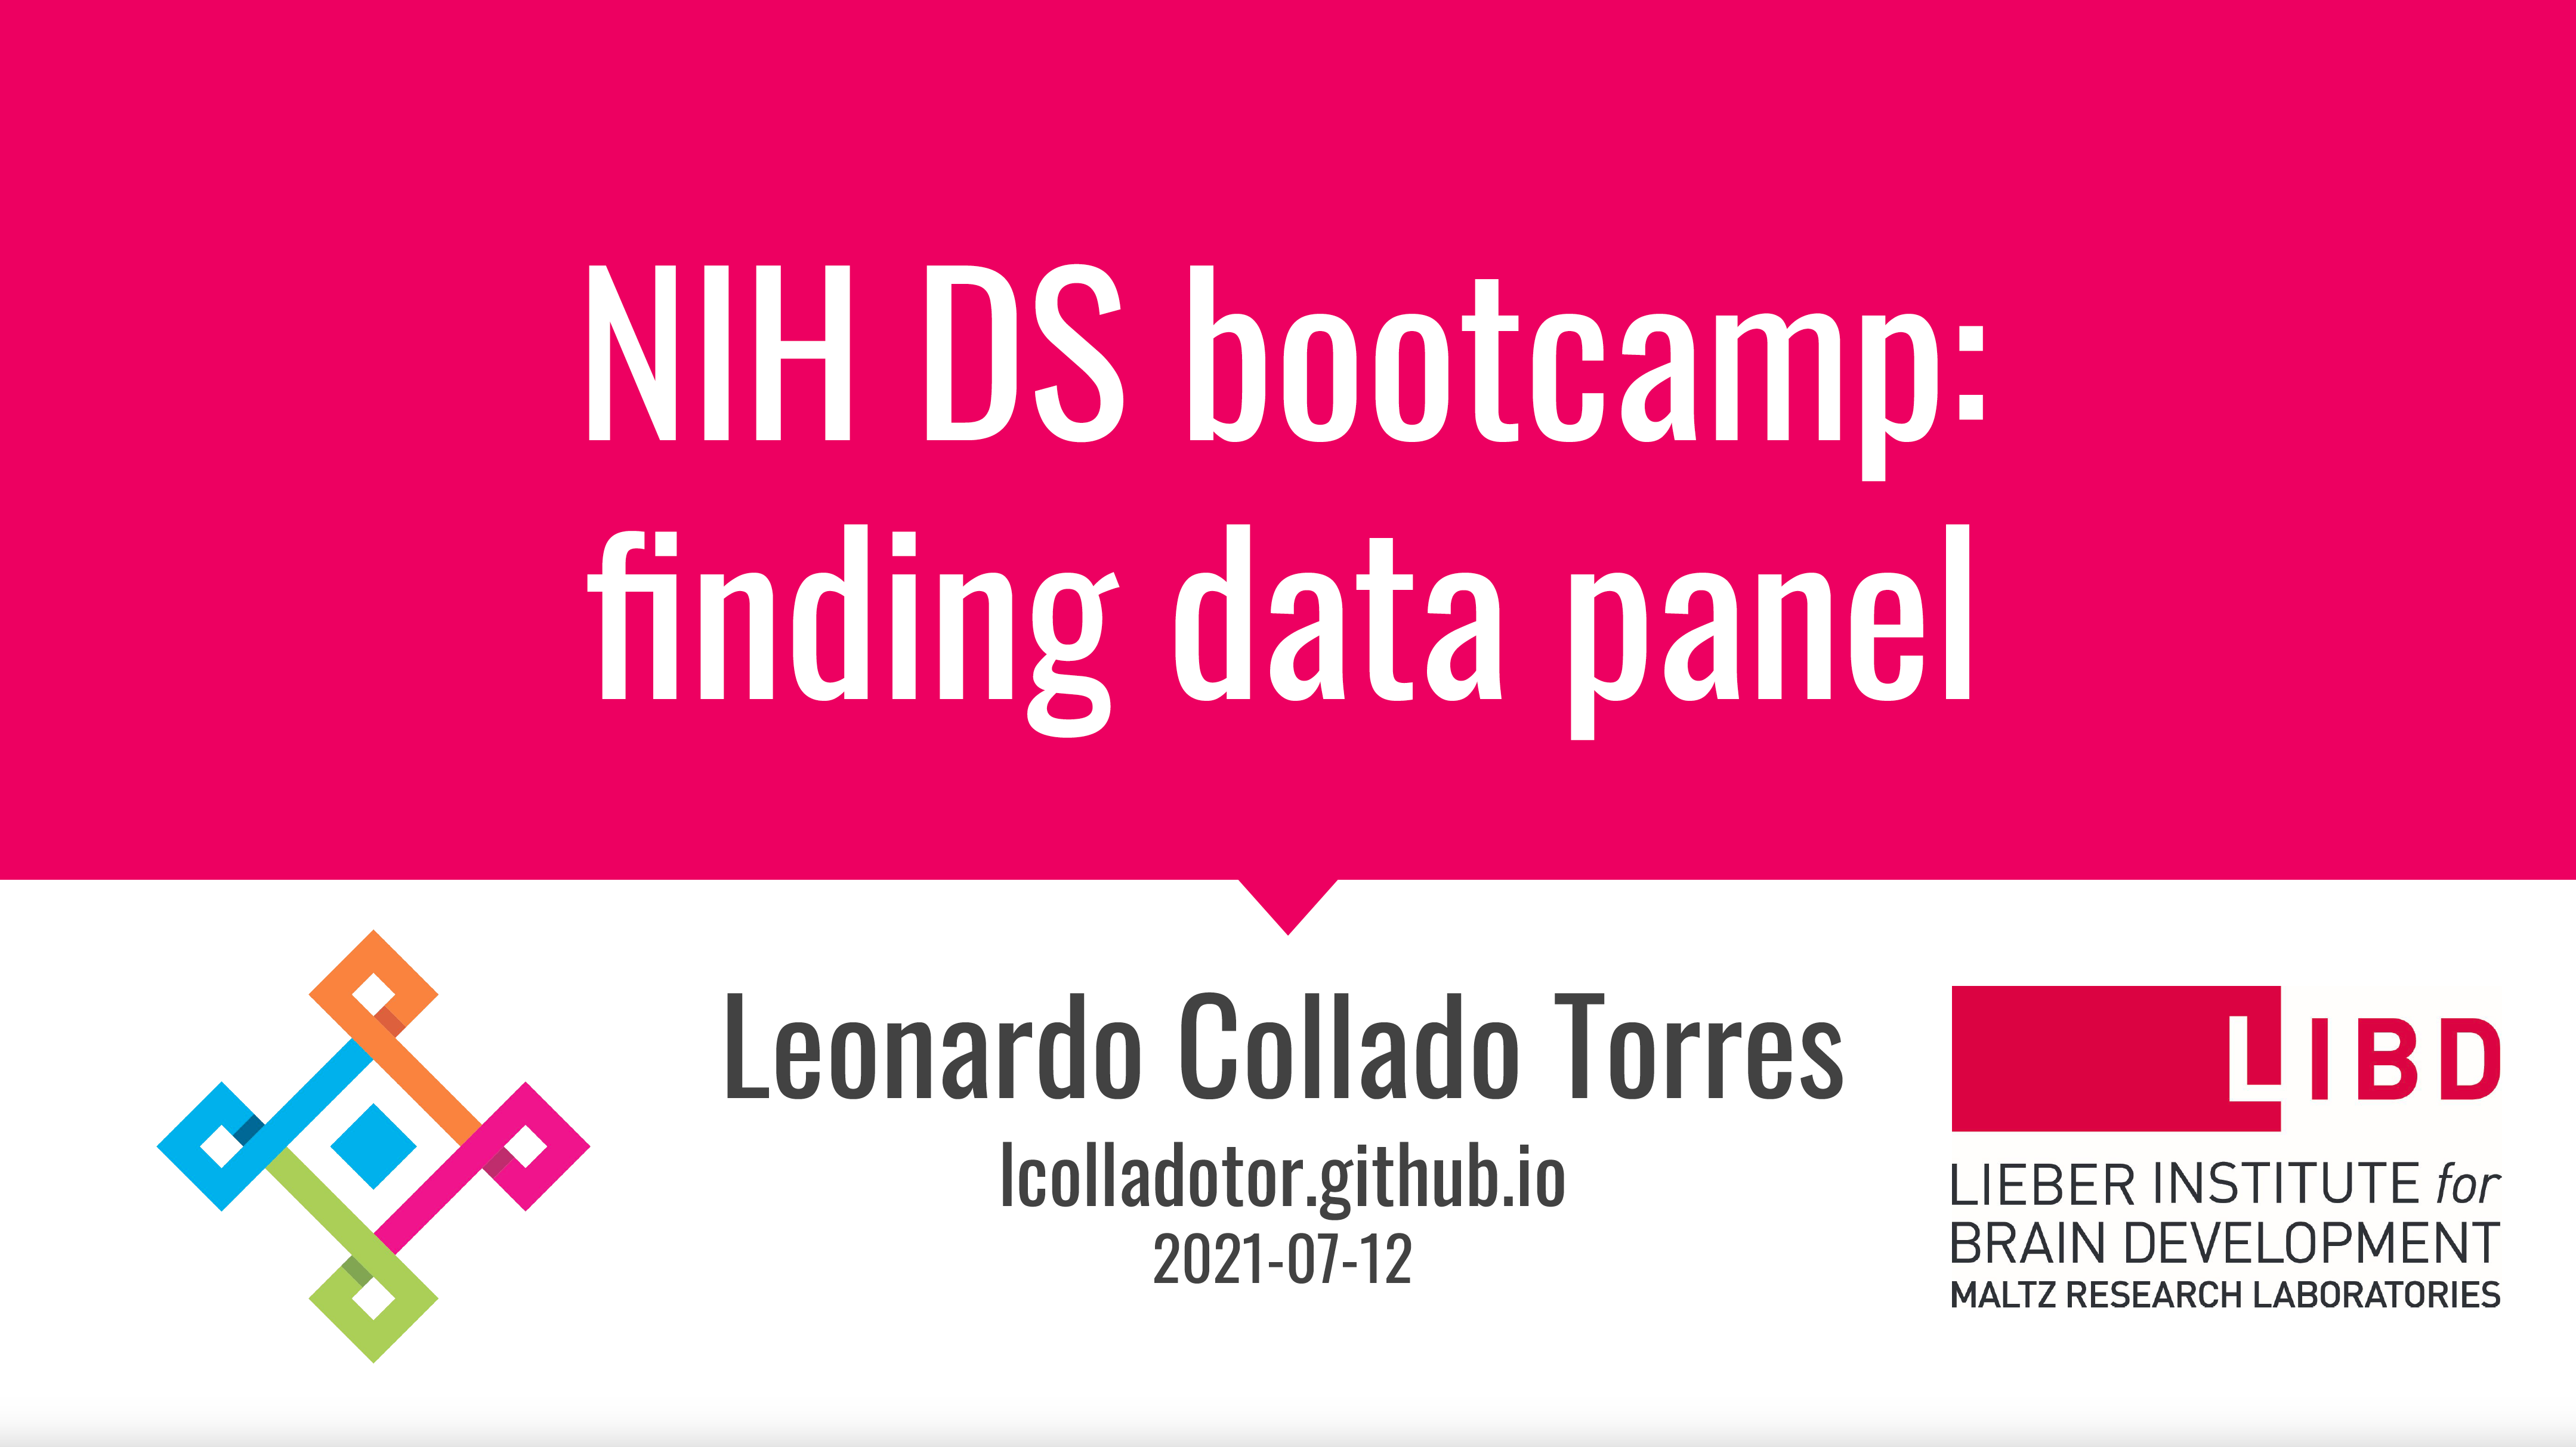 NIH DS bootcamp:
finding data panel
Leonardo Collado Torres
lcolladotor.github.io
2021-07-12
LIBD
LIEBER INSTITUTE for
BRAIN DEVELOPMENT
MALTZ RESEARCH LABORATORIES